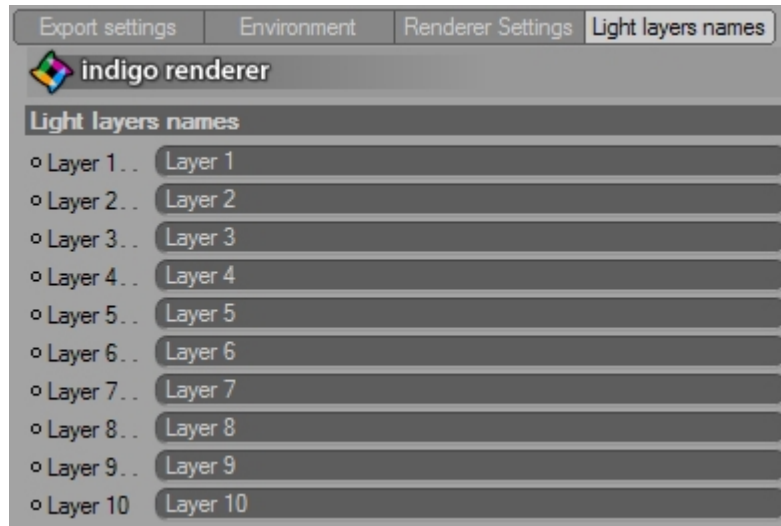 Export settings Environment Renderer Settings Light layers names
indigo renderer
Light layers names
Layer 1 . . Layer 1
Layer 2 . . Layer 2
Layer 3 . . Layer 3
Layer 4 . . Layer 4
Layer 5 . . Layer 5
Layer 6 . . Layer 6
Layer 7 . . Layer 7
Layer 8 . . Layer 8
Layer 9 . . Layer 9
Layer 10 Layer 10